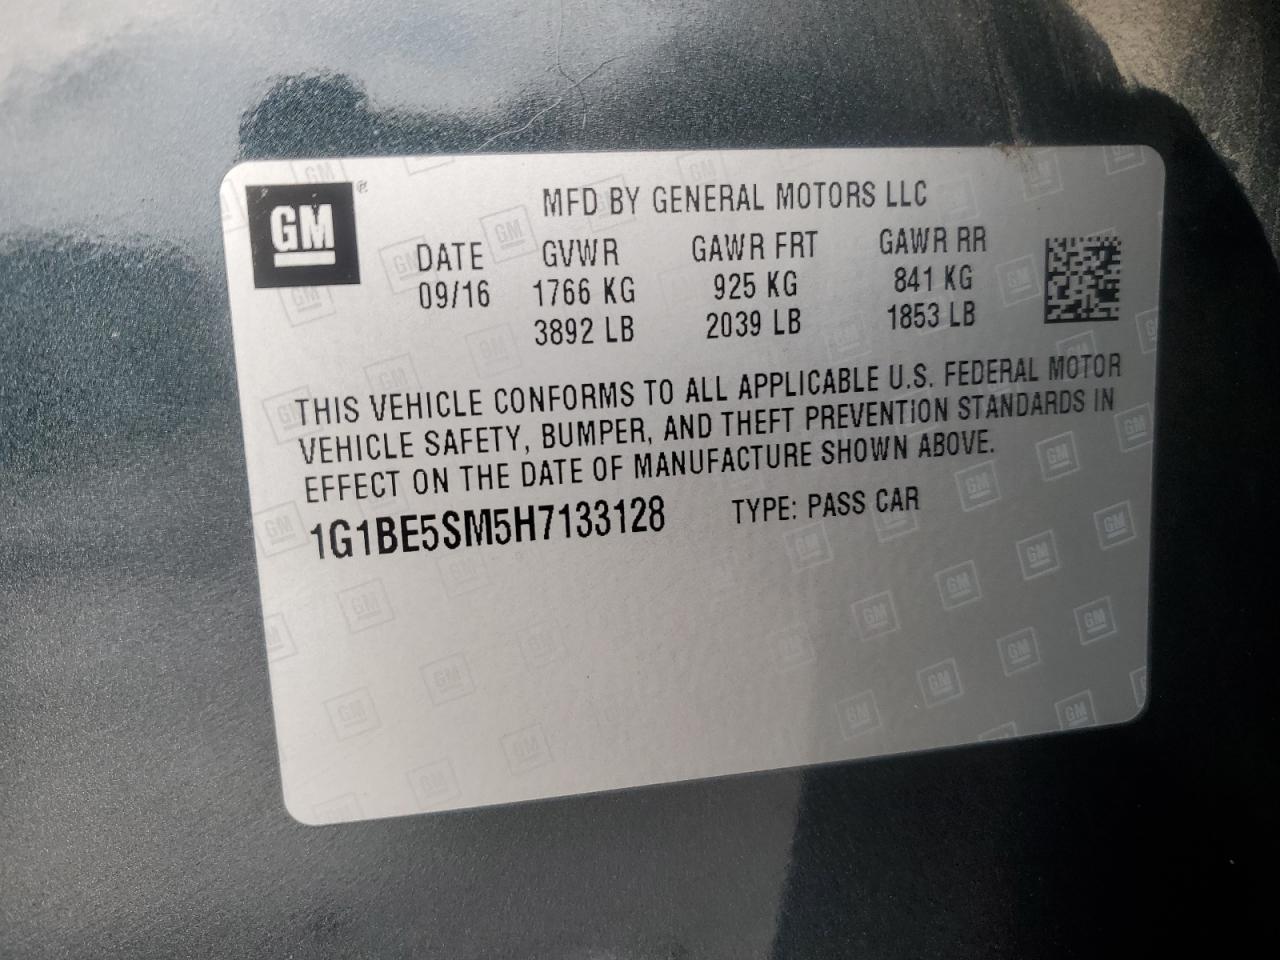 GM
MFD BY GENERAL MOTORS LLC
DATE GVWR GAWR FRT GAWR RR
09/16 1766 KG 925 KG 841 KG
3892 LB 2039 LB 1853 LB
THIS VEHICLE CONFORMS TO ALL APPLICABLE U.S. FEDERAL MOTOR
VEHICLE SAFETY, BUMPER, AND THEFT PREVENTION STANDARDS IN
EFFECT ON THE DATE OF MANUFACTURE SHOWN ABOVE.
1G1BE5SM5H7133128 TYPE: PASS CAR